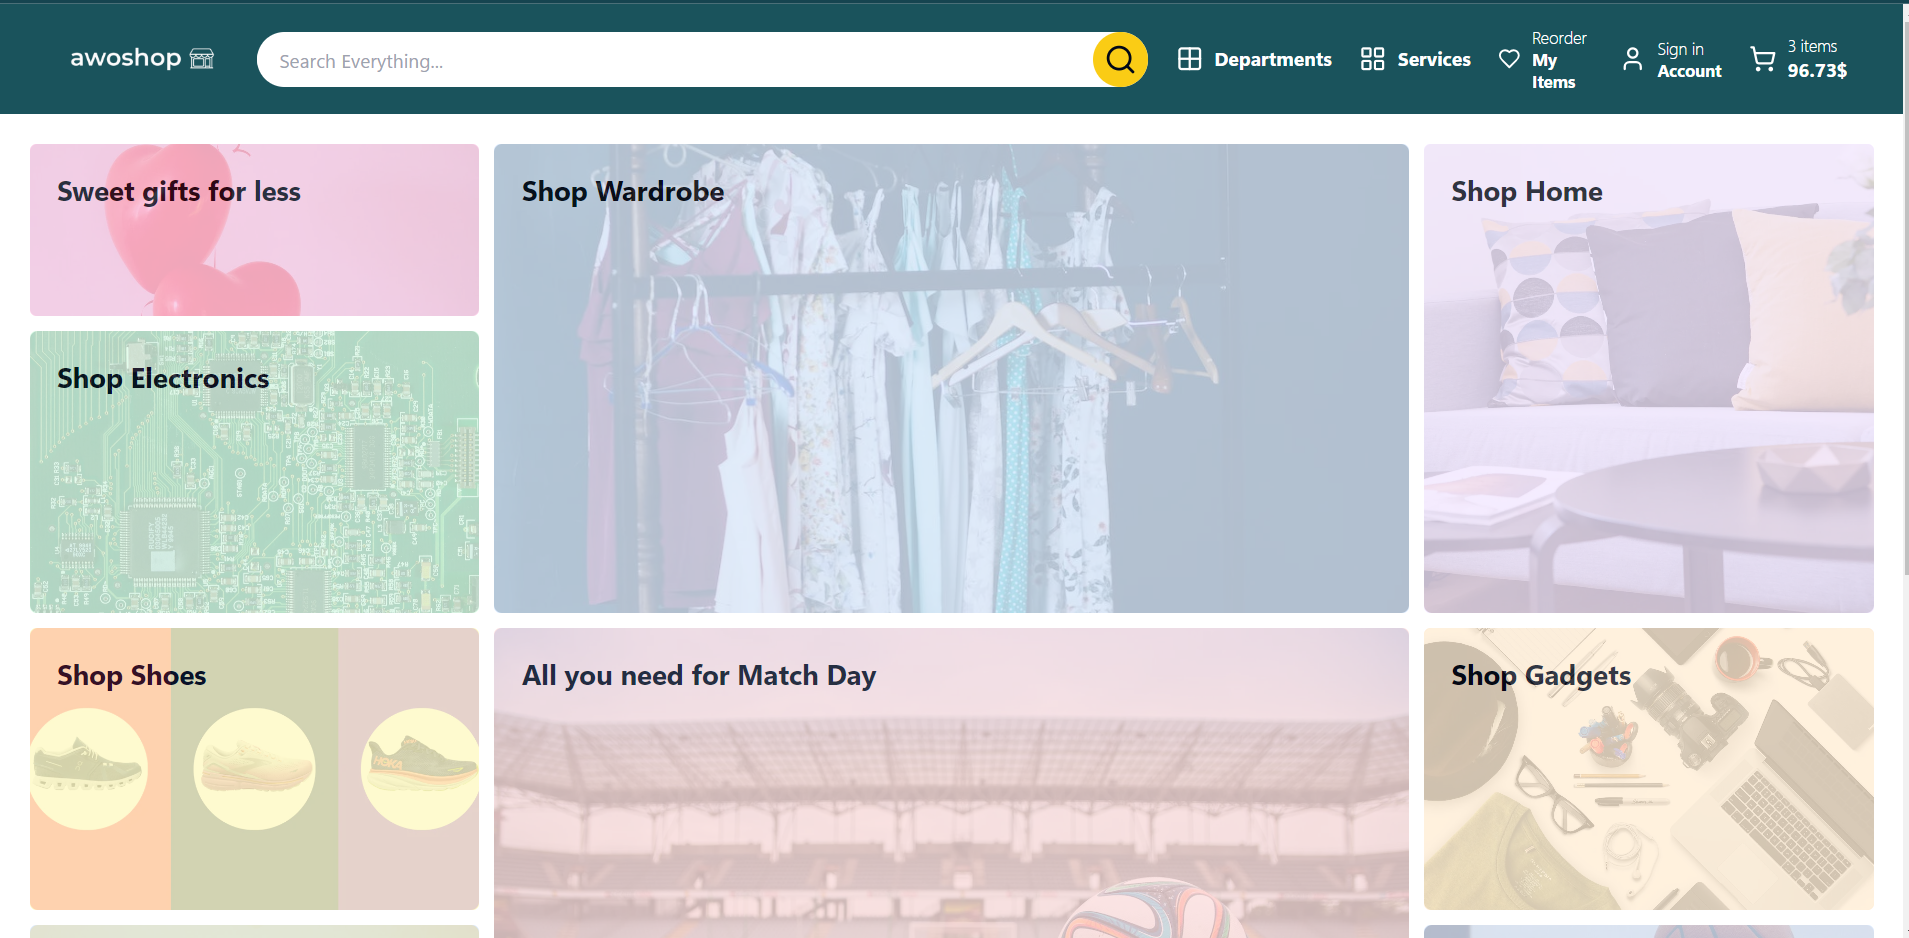 awoshop
Search Everything...
Departments
Services
Reorder
My
Items
Sign in
Account
3 items
96.73$
Sweet gifts for less
Shop Wardrobe
Shop Home
Shop Electronics
Shop Shoes
HOKA
All you need for Match Day
Shop Gadgets